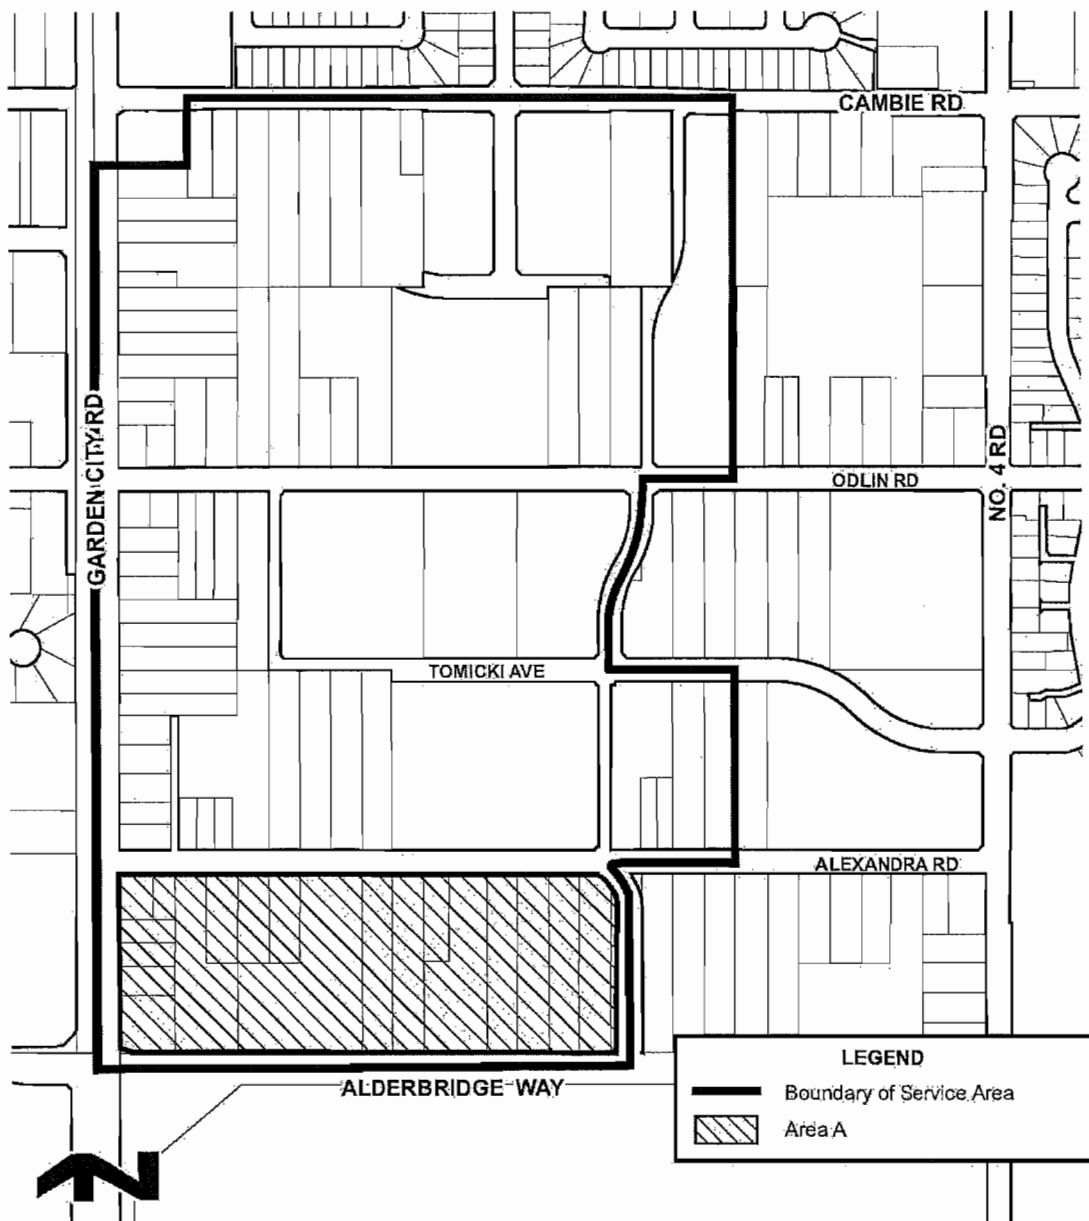 CAMBIE RD
GARDEN CITY RD
NO. 4 RD
ODLIN RD
TOMICKI AVE
ALEXANDRA RD
ALDERBRIDGE WAY
LEGEND
Boundary of Service Area
Area A
N